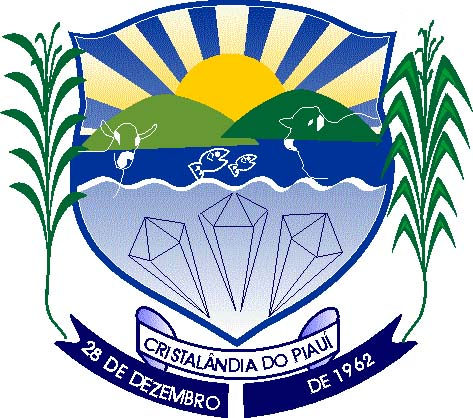 CRISTALÂNDIA DO PIAUÍ
28 DE DEZEMBRO
DE 1962